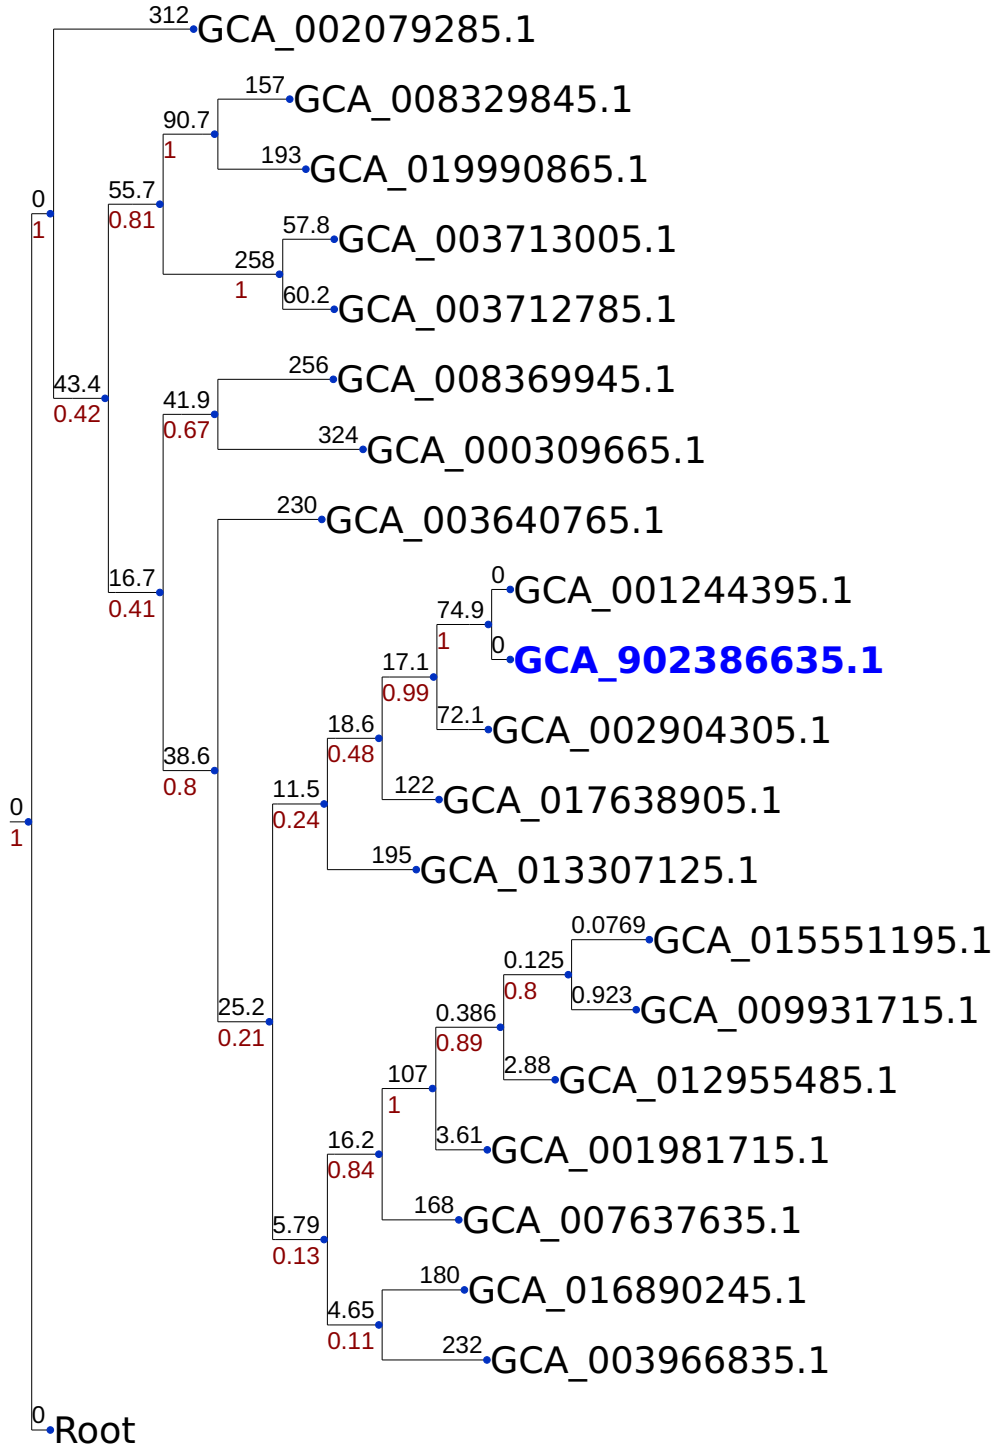 312
GCA_002079285.1
157
GCA_008329845.1
90.7
1
193
GCA_019990865.1
55.7
0.81
0
1
57.8
GCA_003713005.1
258
1
60.2
GCA_003712785.1
256
GCA_008369945.1
43.4
0.42
41.9
0.67
324
GCA_000309665.1
230
GCA_003640765.1
16.7
0.41
0
GCA_001244395.1
74.9
1
0
GCA_902386635.1
17.1
0.99
72.1
GCA_002904305.1
18.6
0.48
38.6
0.8
122
GCA_017638905.1
11.5
0.24
0
1
195
GCA_013307125.1
0.0769
GCA_015551195.1
0.125
0.8
0.923
GCA_009931715.1
25.2
0.21
0.386
0.89
2.88
GCA_012955485.1
107
1
3.61
GCA_001981715.1
16.2
0.84
168
GCA_007637635.1
5.79
0.13
180
GCA_016890245.1
4.65
0.11
232
GCA_003966835.1
0
Root